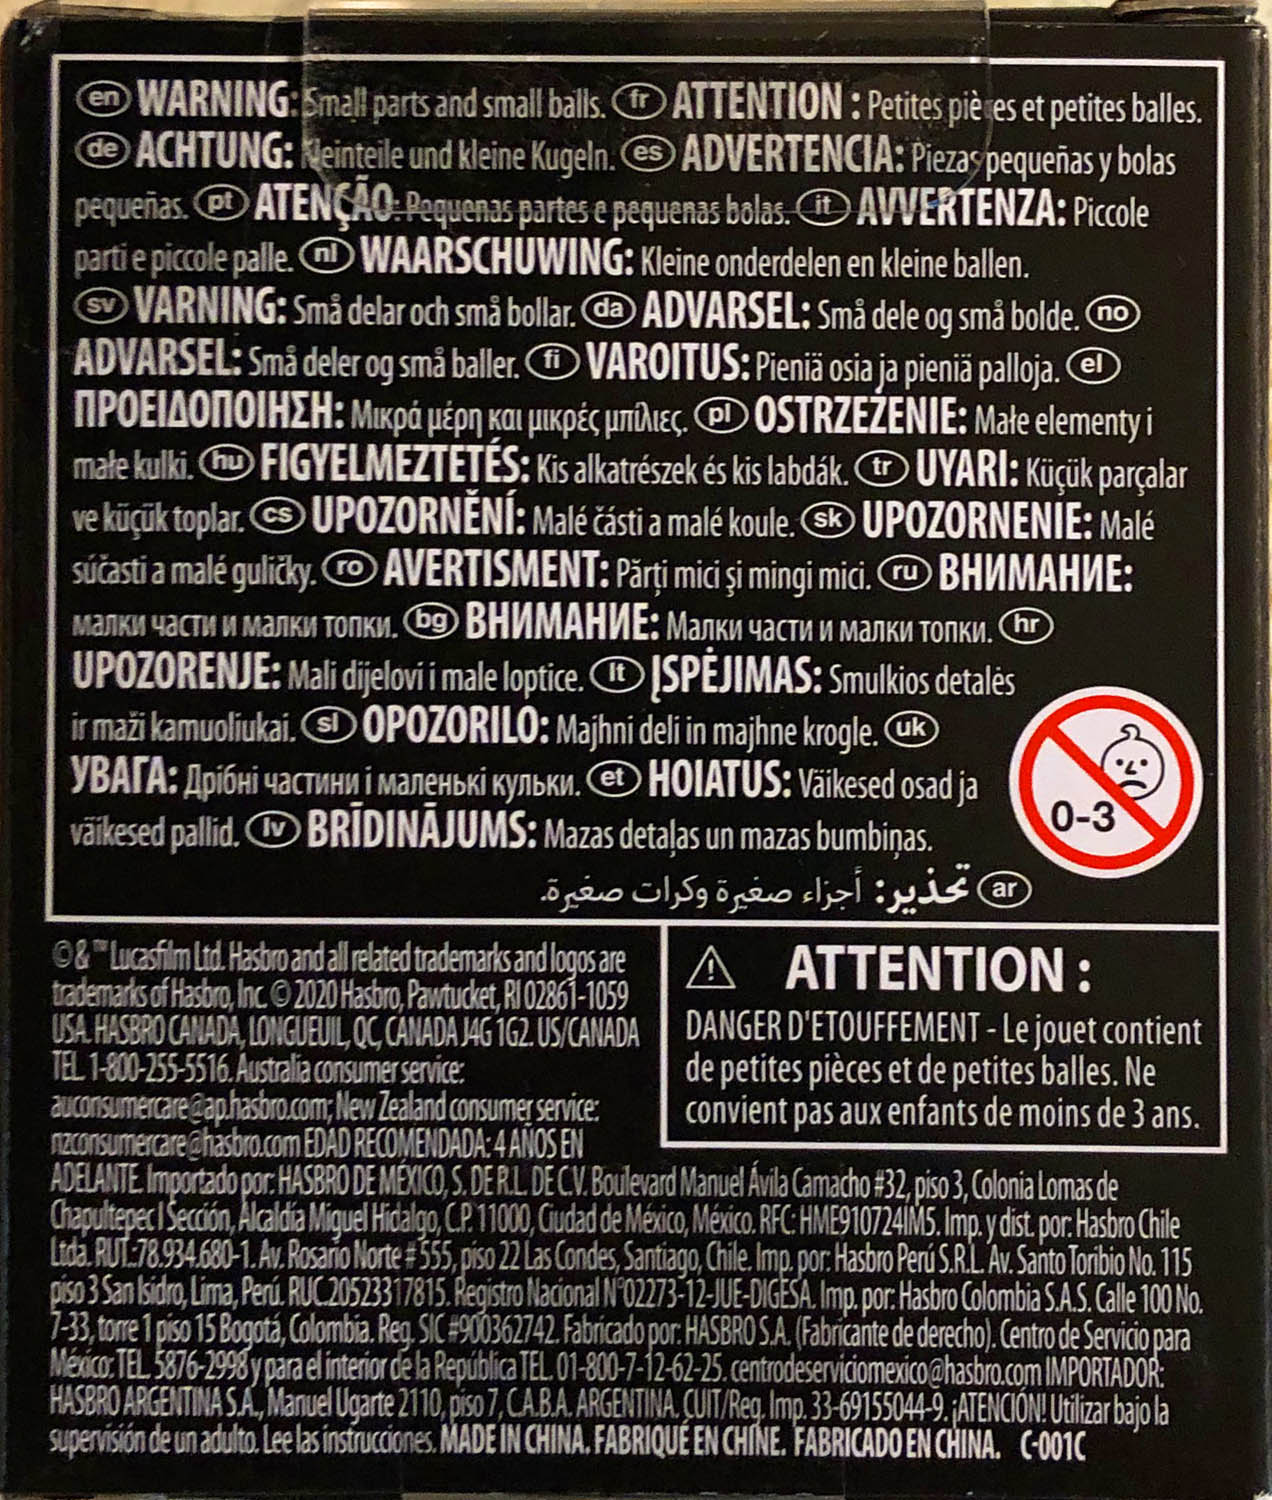 en WARNING: Small parts and small balls. fr ATTENTION : Petites pièces et petites balles.
de ACHTUNG: Kleinteile und kleine Kugeln. es ADVERTENCIA: Piezas pequeñas y bolas
pequeñas. pt ATENÇÃO: Pequenas partes e pequenas bolas. it AVVERTENZA: Piccole
parti e piccole palle. nl WAARSCHUWING: Kleine onderdelen en kleine ballen.
sv VARNING: Små delar och små bollar. da ADVARSEL: Små dele og små bolde. no
ADVARSEL: Små deler og små baller. fi VAROITUS: Pieniä osia ja pieniä palloja. el
ΠΡΟΕΙΔΟΠΟΙΗΣΗ: Μικρά μέρη και μικρές μπίλιες. pl OSTRZEŻENIE: Małe elementy i
małe kulki. hu FIGYELMEZTETÉS: Kis alkatrészek és kis labdák. tr UYARI: Küçük parçalar
ve küçük toplar. cs UPOZORNĚNÍ: Malé části a malé koule. sk UPOZORNENIE: Malé
súčasti a malé guličky. ro AVERTISMENT: Părți mici și mingi mici. ru ВНИМАНИЕ:
малки части и малки топки. bg ВНИМАНИЕ: Малки части и малки топки. hr
UPOZORENJE: Mali dijelovi i male loptice. lt ĮSPĖJIMAS: Smulkios detalės
ir maži kamuoliukai. sl OPOZORILO: Majhni deli in majhne krogle. uk
УВАГА: Дрібні частини і маленькі кульки. et HOIATUS: Väikesed osad ja
väikesed pallid. lv BRĪDINĀJUMS: Mazas detaļas un mazas bumbiņas.
0-3
ar تحذير: أجزاء صغيرة وكرات صغيرة.
©&™ Lucasfilm Ltd. Hasbro and all related trademarks and logos are
trademarks of Hasbro, Inc. © 2020 Hasbro, Pawtucket, RI 02861-1059
USA. HASBRO CANADA, LONGUEUIL, QC, CANADA J4G 1G2. US/CANADA
TEL. 1-800-255-5516. Australia consumer service:
auconsumercare@ap.hasbro.com; New Zealand consumer service:
nzconsumercare@hasbro.com EDAD RECOMENDADA: 4 AÑOS EN
⚠ ATTENTION :
DANGER D'ETOUFFEMENT - Le jouet contient
de petites pièces et de petites balles. Ne
convient pas aux enfants de moins de 3 ans.
ADELANTE. Importado por: HASBRO DE MÉXICO, S. DE R.L. DE C.V. Boulevard Manuel Ávila Camacho #32, piso 3, Colonia Lomas de
Chapultepec I Sección, Alcaldía Miguel Hidalgo, C.P. 11000, Ciudad de México, México. RFC: HME910724IM5. Imp. y dist. por: Hasbro Chile
Ltda. RUT.:78.934.680-1. Av. Rosario Norte # 555, piso 22 Las Condes, Santiago, Chile. Imp. por: Hasbro Perú S.R.L. Av. Santo Toribio No. 115
piso 3 San Isidro, Lima, Perú. RUC.20523317815. Registro Nacional N°02273-12-JUE-DIGESA. Imp. por: Hasbro Colombia S.A.S. Calle 100 No.
7-33, torre 1 piso 15 Bogotá, Colombia. Reg. SIC #900362742. Fabricado por: HASBRO S.A. (Fabricante de derecho). Centro de Servicio para
México: TEL. 5876-2998 y para el interior de la República TEL. 01-800-7-12-62-25. centrodeserviciomexico@hasbro.com IMPORTADOR:
HASBRO ARGENTINA S.A., Manuel Ugarte 2110, piso 7, C.A.B.A. ARGENTINA. CUIT/Reg. Imp. 33-69155044-9. ¡ATENCIÓN! Utilizar bajo la
supervisión de un adulto. Lee las instrucciones. MADE IN CHINA. FABRIQUÉ EN CHINE. FABRICADO EN CHINA. C-001C